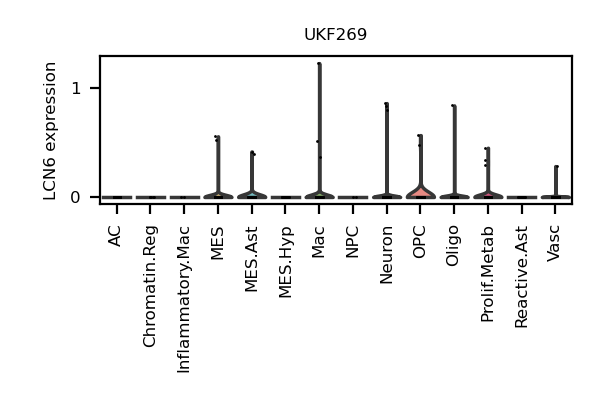 UKF269
LCN6 expression
1
0
AC
Chromatin.Reg
Inflammatory.Mac
MES
MES.Ast
MES.Hyp
Mac
NPC
Neuron
OPC
Oligo
Prolif.Metab
Reactive.Ast
Vasc